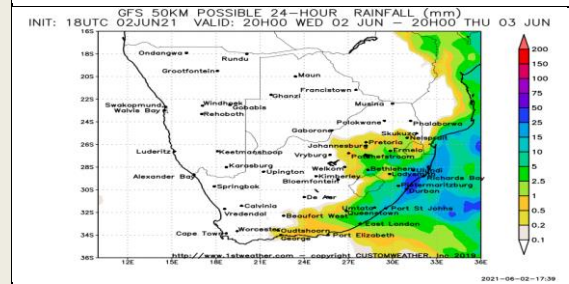 GFS 50KM POSSIBLE 24-HOUR RAINFALL (mm)
INIT: 18UTC 02JUN21 VALID: 20H00 WED 02 JUN - 20H00 THU 03 JUN
16S
Ondangwa
Rundu
18S
Grootfontein
20S
Maun
Francistown
Ghanzi
22S
Musina
Swakopmund
Windhoek
Gobabis
Walvis Bay
Rehoboth
24S
Polokwane
Phalaborwa
Gaborone
Skukuza
Nelspruit
26S
Johannesburg
Pretoria
Luderitz
Keetmanshoop
Vryburg
Potchefstroom
Ermelo
Karasburg
Welkom
Bethlehem
28S
Alexander Bay
Upington
Kimberley
Ladysmith
Richards Bay
Springbok
Bloemfontein
Pietermaritzburg
30S
Durban
De Aar
Calvinia
Umtata
Port St Johns
32S
Vredendal
Beaufort West
Queenstown
East London
Worcester
Oudtshoorn
34S
Cape Town
George
Port Elizabeth
36S
http://www.1stweather.com - copyright CUSTOMWEATHER, inc 2019
12E 15E 18E 21E 24E 27E 30E 33E 36E
200
150
100
75
50
25
15
10
5
2.5
1
0.5
0.2
0.1
2021-06-02-17:39